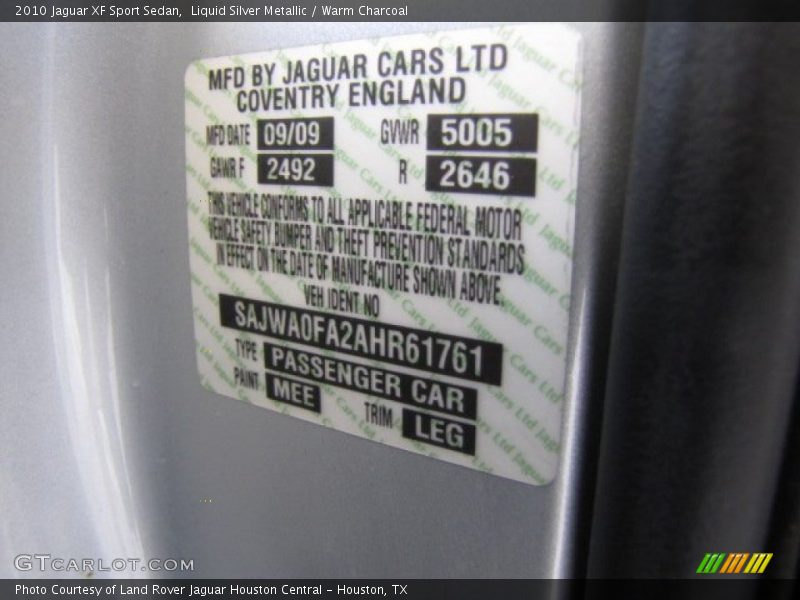 2010 Jaguar XF Sport Sedan,  Liquid Silver Metallic / Warm Charcoal
MFD BY JAGUAR CARS LTD
COVENTRY ENGLAND
MFD DATE 09/09 GVWR 5005
GAWR F 2492 R 2646
THIS VEHICLE CONFORMS TO ALL APPLICABLE FEDERAL MOTOR
VEHICLE SAFETY, BUMPER AND THEFT PREVENTION STANDARDS
IN EFFECT ON THE DATE OF MANUFACTURE SHOWN ABOVE.
VEH IDENT NO
SAJWA0FA2AHR61761
TYPE PASSENGER CAR
PAINT MEE TRIM LEG
GTCARLOT.COM
Photo Courtesy of Land Rover Jaguar Houston Central – Houston, TX